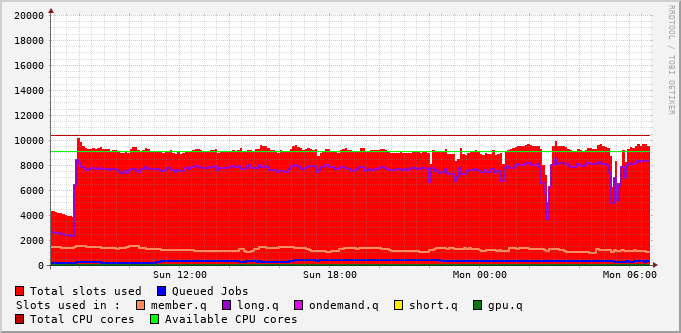 20000
18000
16000
14000
12000
10000
8000
6000
4000
2000
0
Sun 12:00 Sun 18:00 Mon 00:00 Mon 06:00
RRDTOOL / TOBI OETIKER
Total slots used Queued Jobs
Slots used in : member.q long.q ondemand.q short.q gpu.q
Total CPU cores Available CPU cores